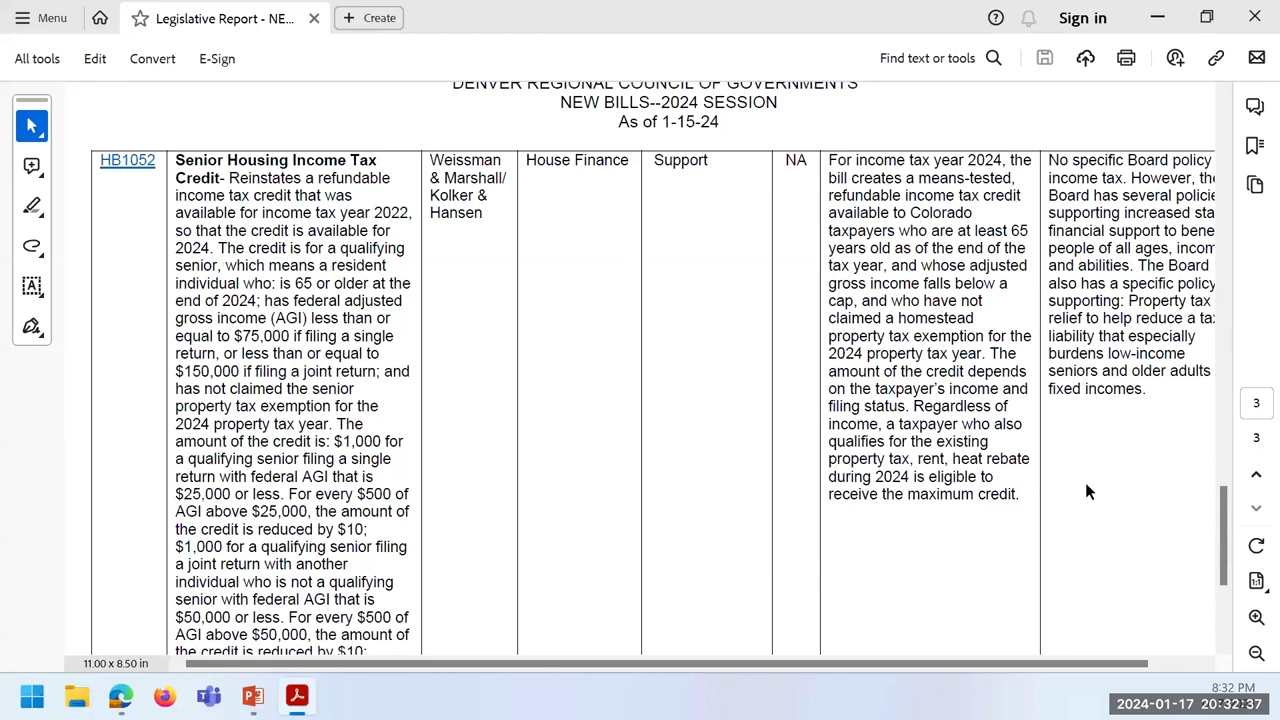 Menu
Legislative Report - NE...
Create
Sign in
All tools
Edit
Convert
E-Sign
Find text or tools
DENVER REGIONAL COUNCIL OF GOVERNMENTS
NEW BILLS--2024 SESSION
As of 1-15-24
HB1052
Senior Housing Income Tax
Credit- Reinstates a refundable
income tax credit that was
available for income tax year 2022,
so that the credit is available for
2024. The credit is for a qualifying
senior, which means a resident
individual who: is 65 or older at the
end of 2024; has federal adjusted
gross income (AGI) less than or
equal to $75,000 if filing a single
return, or less than or equal to
$150,000 if filing a joint return; and
has not claimed the senior
property tax exemption for the
2024 property tax year. The
amount of the credit is: $1,000 for
a qualifying senior filing a single
return with federal AGI that is
$25,000 or less. For every $500 of
AGI above $25,000, the amount of
the credit is reduced by $10;
$1,000 for a qualifying senior filing
a joint return with another
individual who is not a qualifying
senior with federal AGI that is
$50,000 or less. For every $500 of
AGI above $50,000, the amount of
the credit is reduced by $10;
Weissman
& Marshall/
Kolker &
Hansen
House Finance
Support
NA
For income tax year 2024, the
bill creates a means-tested,
refundable income tax credit
available to Colorado
taxpayers who are at least 65
years old as of the end of the
tax year, and whose adjusted
gross income falls below a
cap, and who have not
claimed a homestead
property tax exemption for the
2024 property tax year. The
amount of the credit depends
on the taxpayer's income and
filing status. Regardless of
income, a taxpayer who also
qualifies for the existing
property tax, rent, heat rebate
during 2024 is eligible to
receive the maximum credit.
No specific Board policy
income tax. However, the
Board has several policie
supporting increased sta
financial support to bene
people of all ages, incom
and abilities. The Board
also has a specific policy
supporting: Property tax
relief to help reduce a ta
liability that especially
burdens low-income
seniors and older adults
fixed incomes.
3
3
11.00 x 8.50 in
8:32 PM
2024-01-17 20:32:37